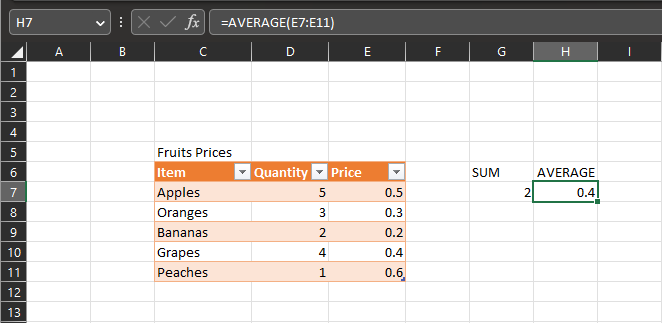 H7 fx =AVERAGE(E7:E11)
A B C D E F G H I
1
2
3
4
5 Fruits Prices
6 Item Quantity Price SUM AVERAGE
7 Apples 5 0.5 2 0.4
8 Oranges 3 0.3
9 Bananas 2 0.2
10 Grapes 4 0.4
11 Peaches 1 0.6
12
13